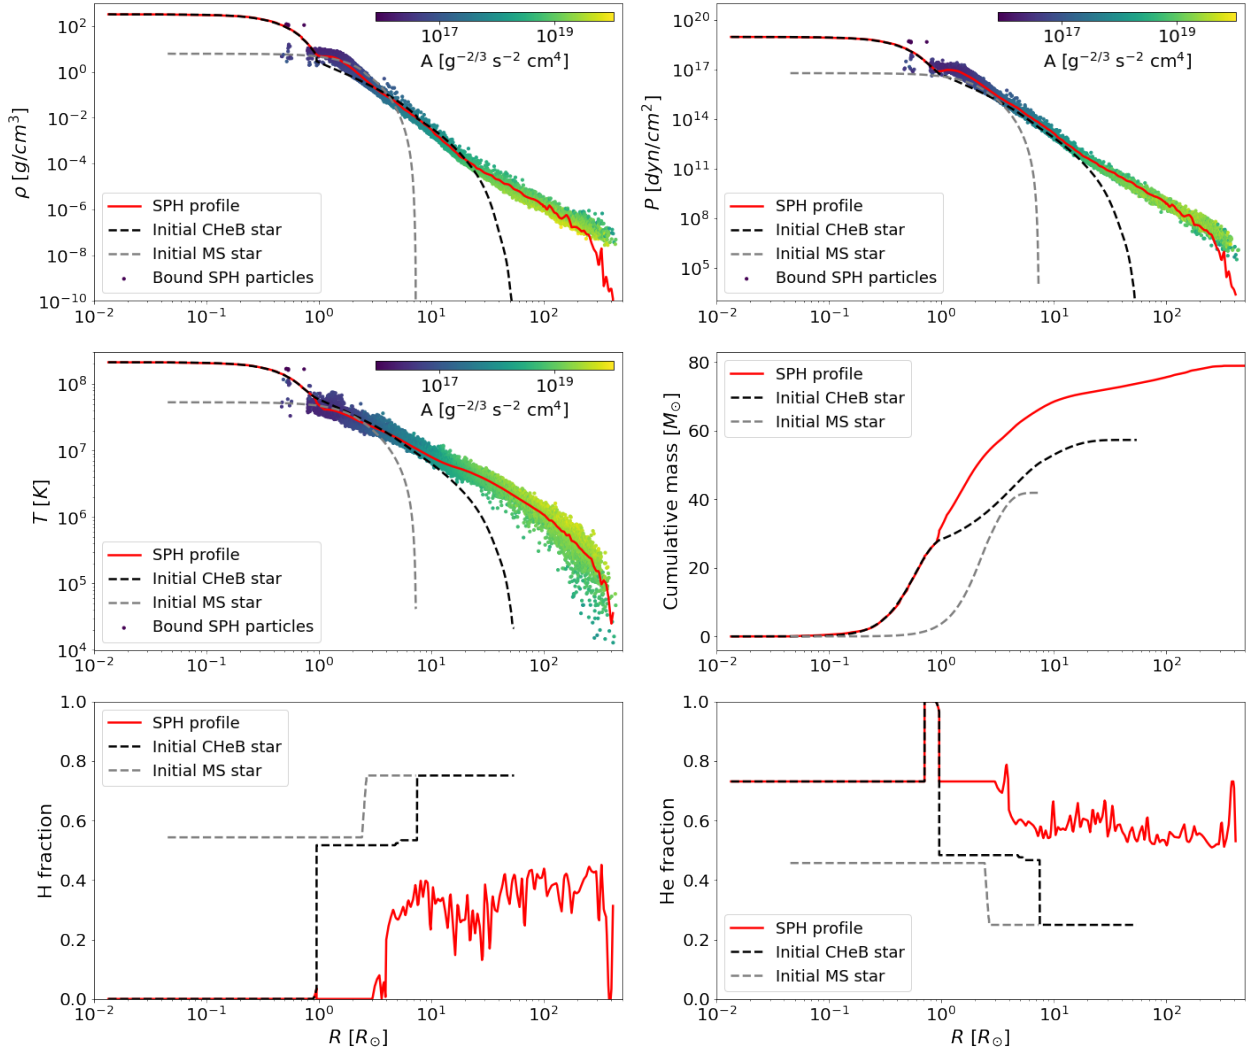 10^2
10^0
10^-2
10^-4
10^-6
10^-8
10^-10
ρ [g/cm^3]
10^17 10^19
A [g^-2/3 s^-2 cm^4]
SPH profile
Initial CHeB star
Initial MS star
Bound SPH particles
10^-2 10^-1 10^0 10^1 10^2
10^20
10^17
10^14
10^11
10^8
10^5
P [dyn/cm^2]
10^17 10^19
A [g^-2/3 s^-2 cm^4]
SPH profile
Initial CHeB star
Initial MS star
Bound SPH particles
10^-2 10^-1 10^0 10^1 10^2
10^8
10^7
10^6
10^5
10^4
T [K]
10^17 10^19
A [g^-2/3 s^-2 cm^4]
SPH profile
Initial CHeB star
Initial MS star
Bound SPH particles
10^-2 10^-1 10^0 10^1 10^2
80
60
40
20
0
Cumulative mass [M⊙]
SPH profile
Initial CHeB star
Initial MS star
10^-2 10^-1 10^0 10^1 10^2
1.0
0.8
0.6
0.4
0.2
0.0
H fraction
SPH profile
Initial CHeB star
Initial MS star
10^-2 10^-1 10^0 10^1 10^2
R [R⊙]
1.0
0.8
0.6
0.4
0.2
0.0
He fraction
SPH profile
Initial CHeB star
Initial MS star
10^-2 10^-1 10^0 10^1 10^2
R [R⊙]